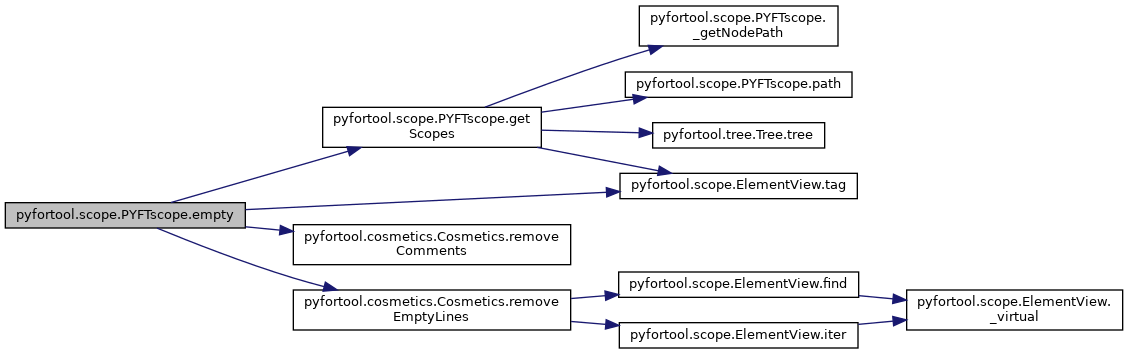 pyfortool.scope.PYFTscope.empty
pyfortool.scope.PYFTscope.get
Scopes
pyfortool.scope.PYFTscope.
_getNodePath
pyfortool.scope.PYFTscope.path
pyfortool.tree.Tree.tree
pyfortool.scope.ElementView.tag
pyfortool.cosmetics.Cosmetics.remove
Comments
pyfortool.cosmetics.Cosmetics.remove
EmptyLines
pyfortool.scope.ElementView.find
pyfortool.scope.ElementView.iter
pyfortool.scope.ElementView.
_virtual